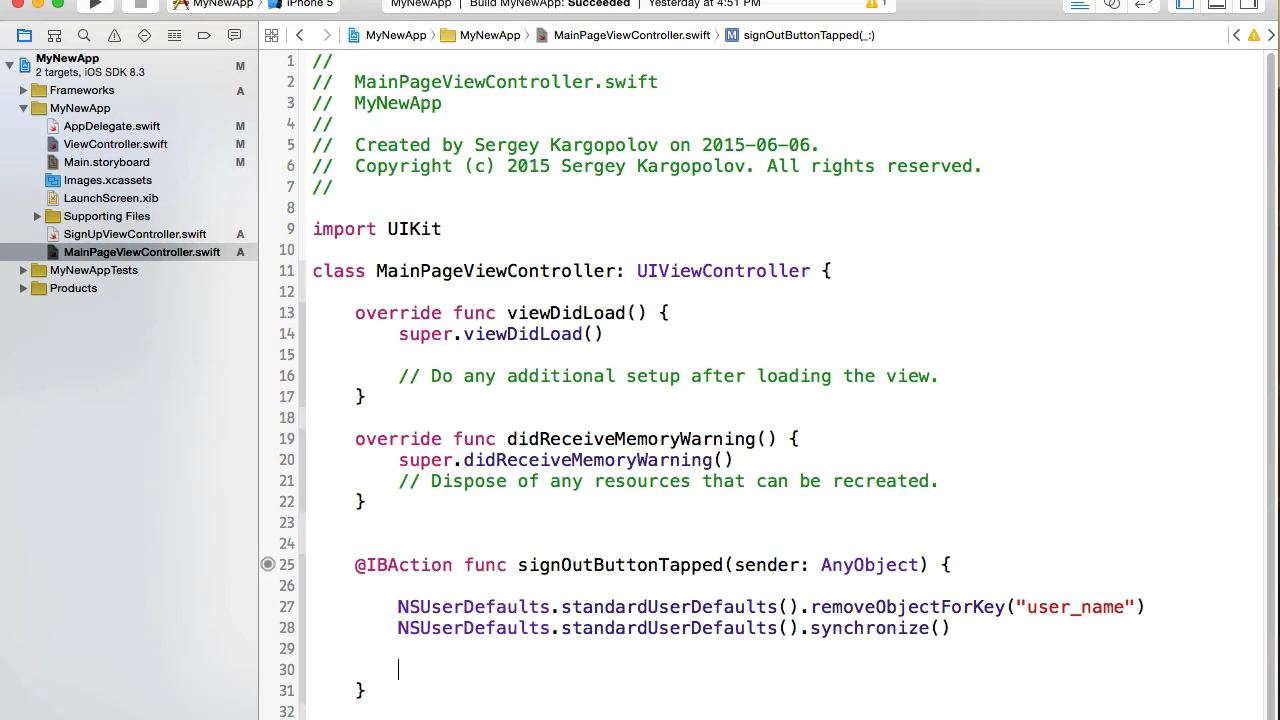 MyNewApp iPhone 5 MyNewApp | Build MyNewApp: Succeeded | Yesterday at 4:51 PM 1
MyNewApp MyNewApp MainPageViewController.swift M signOutButtonTapped(_:)
MyNewApp
2 targets, iOS SDK 8.3 M
Frameworks A
MyNewApp
AppDelegate.swift M
ViewController.swift M
Main.storyboard M
Images.xcassets
LaunchScreen.xib
Supporting Files
SignUpViewController.swift A
MainPageViewController.swift A
MyNewAppTests
Products
1 //
2 // MainPageViewController.swift
3 // MyNewApp
4 //
5 // Created by Sergey Kargopolov on 2015-06-06.
6 // Copyright (c) 2015 Sergey Kargopolov. All rights reserved.
7 //
8
9 import UIKit
10
11 class MainPageViewController: UIViewController {
12
13 override func viewDidLoad() {
14 super.viewDidLoad()
15
16 // Do any additional setup after loading the view.
17 }
18
19 override func didReceiveMemoryWarning() {
20 super.didReceiveMemoryWarning()
21 // Dispose of any resources that can be recreated.
22 }
23
24
25 @IBAction func signOutButtonTapped(sender: AnyObject) {
26
27 NSUserDefaults.standardUserDefaults().removeObjectForKey("user_name")
28 NSUserDefaults.standardUserDefaults().synchronize()
29
30
31 }
32